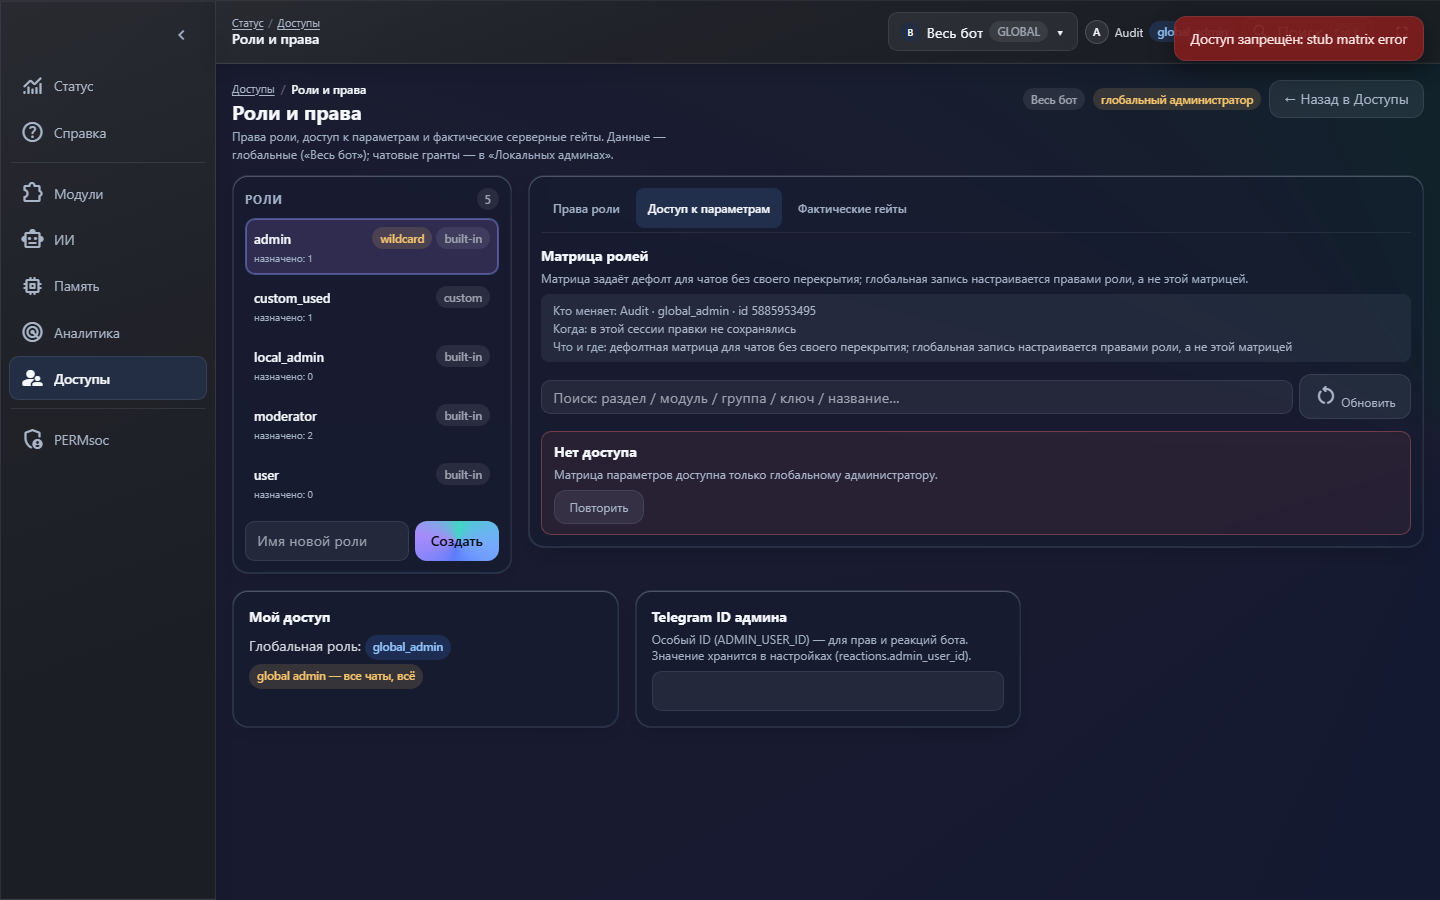 Статус / Доступы
Роли и права
B Весь бот GLOBAL ▾
A Audit
Доступ запрещён: stub matrix error
Статус
Справка
Модули
ИИ
Память
Аналитика
Доступы
PERMsoc
Доступы / Роли и права
Роли и права
Права роли, доступ к параметрам и фактические серверные гейты. Данные —
глобальные («Весь бот»); чатовые гранты — в «Локальных админах».
Весь бот
глобальный администратор
← Назад в Доступы
РОЛИ 5
admin wildcard built-in
назначено: 1
custom_used custom
назначено: 1
local_admin built-in
назначено: 0
moderator built-in
назначено: 2
user built-in
назначено: 0
Имя новой роли
Создать
Права роли
Доступ к параметрам
Фактические гейты
Матрица ролей
Матрица задаёт дефолт для чатов без своего перекрытия; глобальная запись настраивается правами роли, а не этой матрицей.
Кто меняет: Audit · global_admin · id 5885953495
Когда: в этой сессии правки не сохранялись
Что и где: дефолтная матрица для чатов без своего перекрытия; глобальная запись настраивается правами роли, а не этой матрицей
Поиск: раздел / модуль / группа / ключ / название...
Обновить
Нет доступа
Матрица параметров доступна только глобальному администратору.
Повторить
Мой доступ
Глобальная роль: global_admin
global admin — все чаты, всё
Telegram ID админа
Особый ID (ADMIN_USER_ID) — для прав и реакций бота.
Значение хранится в настройках (reactions.admin_user_id).